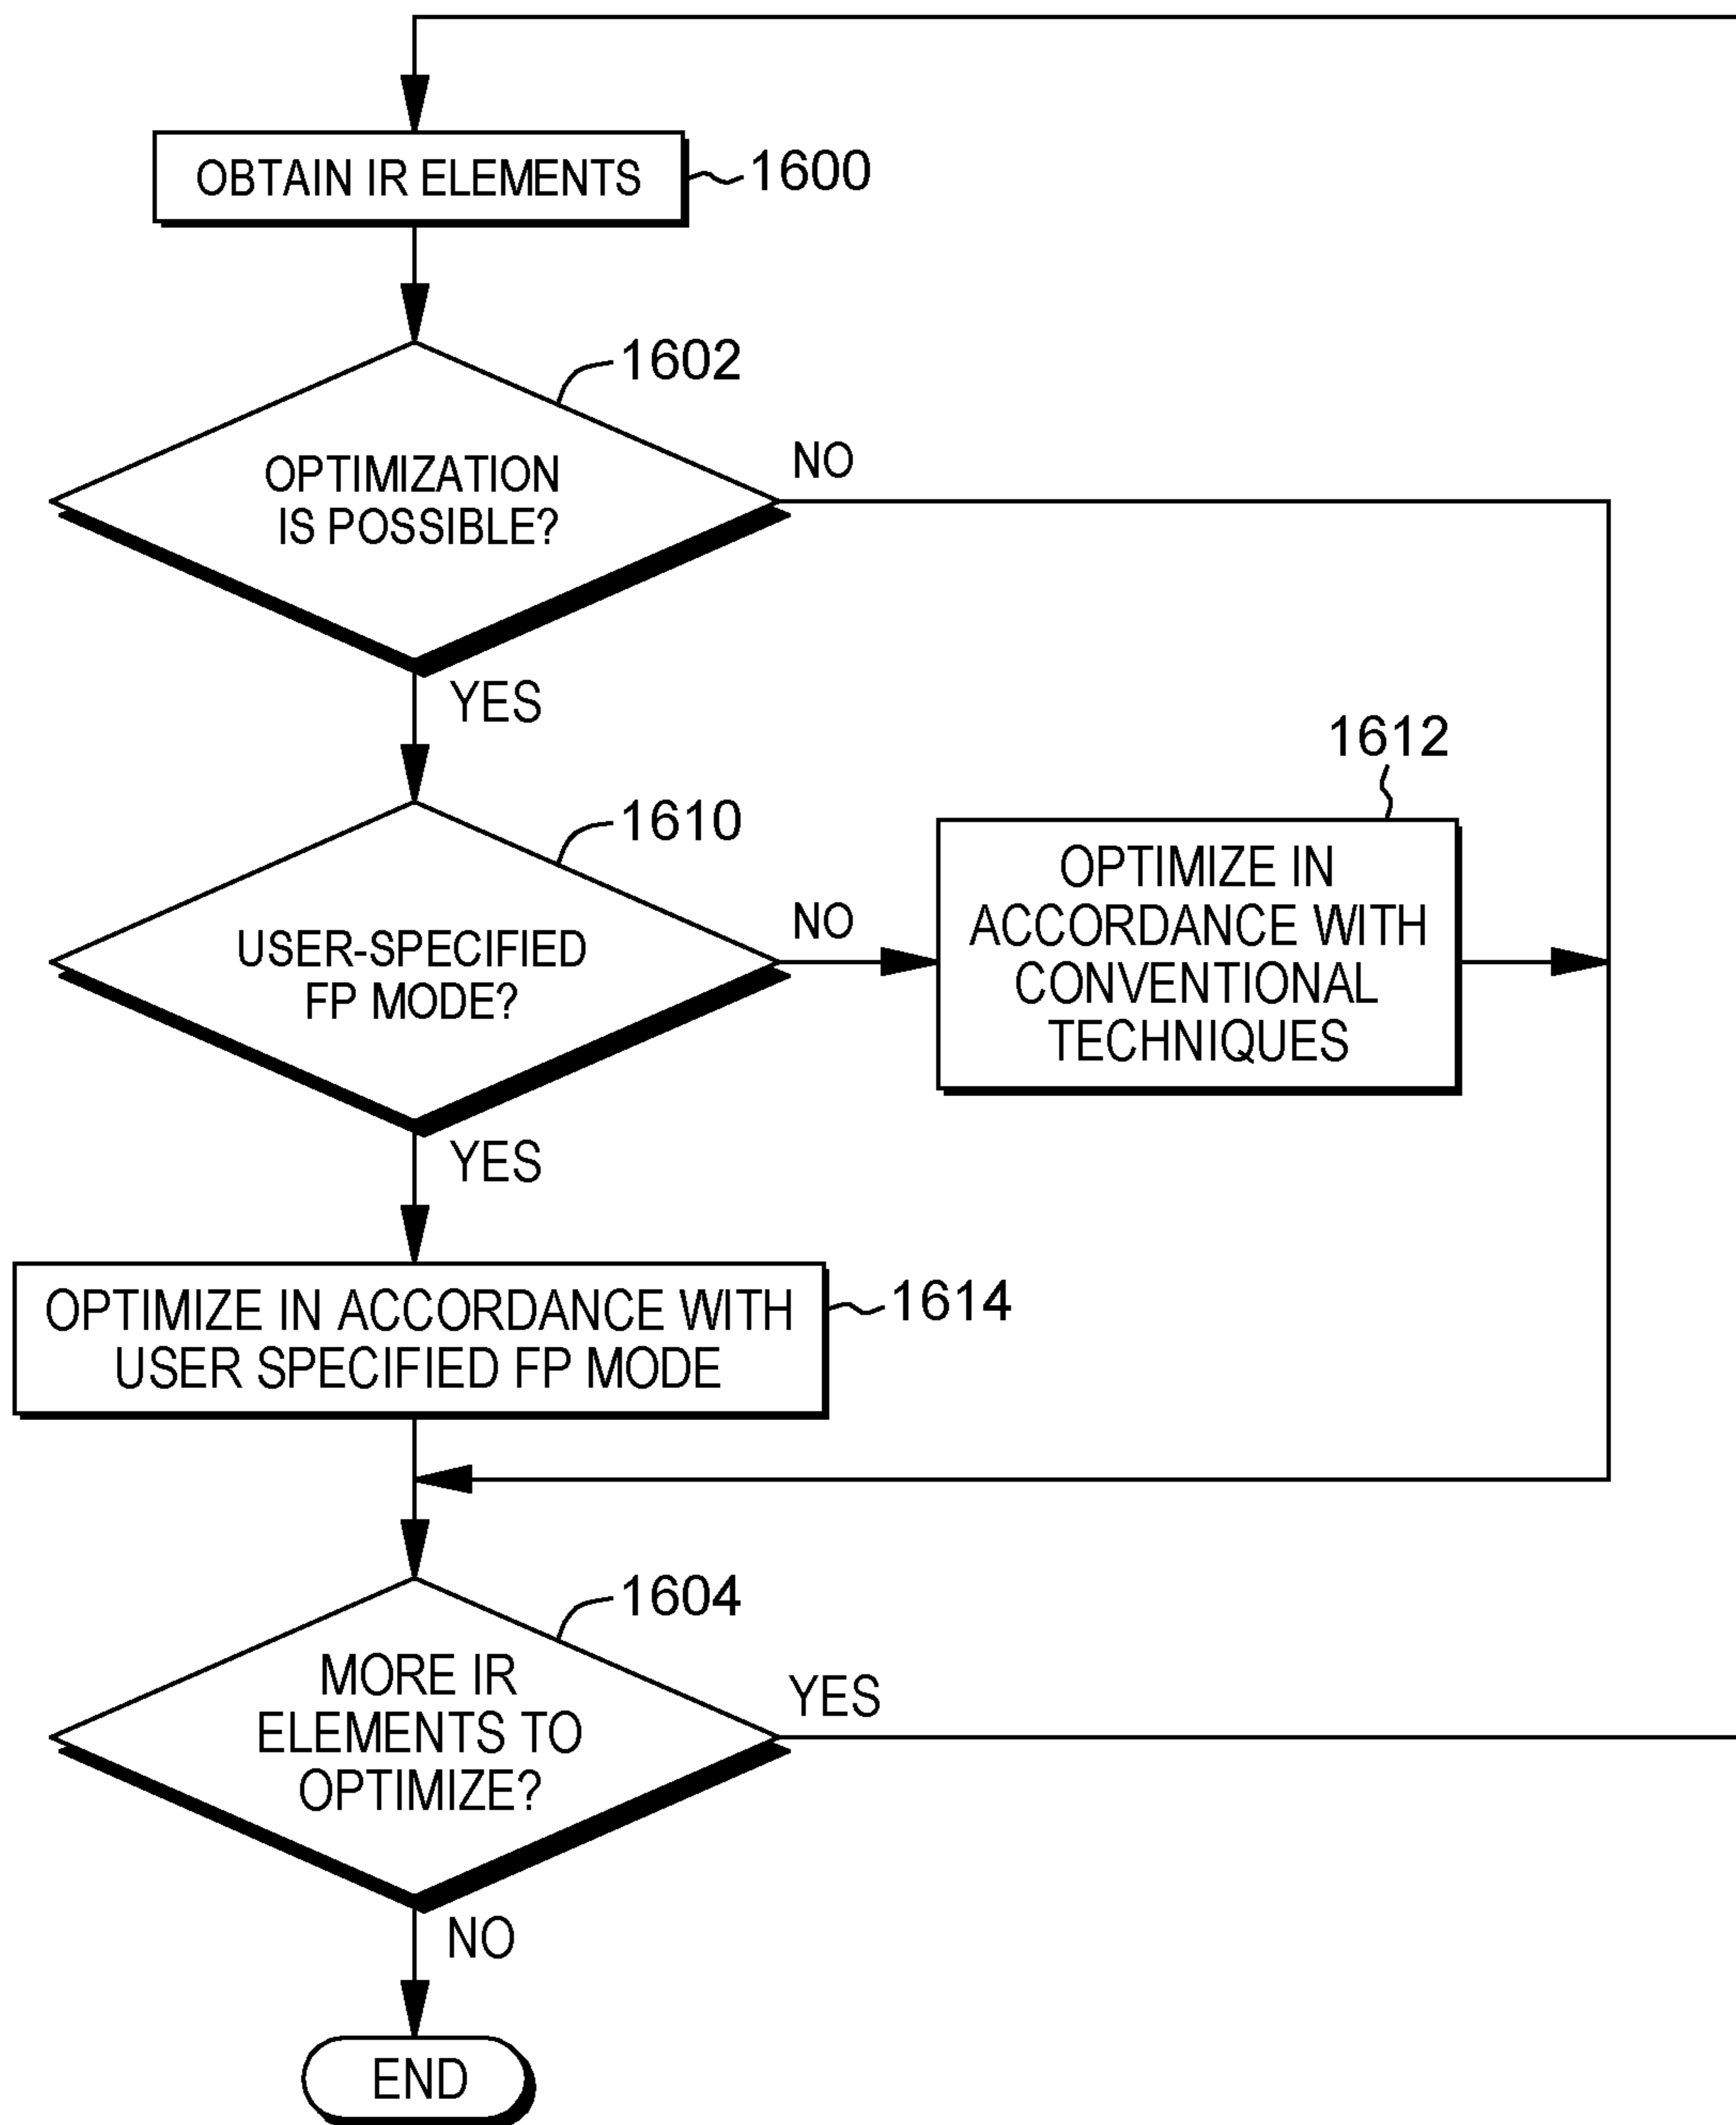 OBTAIN IR ELEMENTS
1600
1602
OPTIMIZATION
IS POSSIBLE?
NO
YES
1610
USER-SPECIFIED
FP MODE?
NO
1612
OPTIMIZE IN
ACCORDANCE WITH
CONVENTIONAL
TECHNIQUES
YES
OPTIMIZE IN ACCORDANCE WITH
USER SPECIFIED FP MODE
1614
1604
MORE IR
ELEMENTS TO
OPTIMIZE?
YES
NO
END